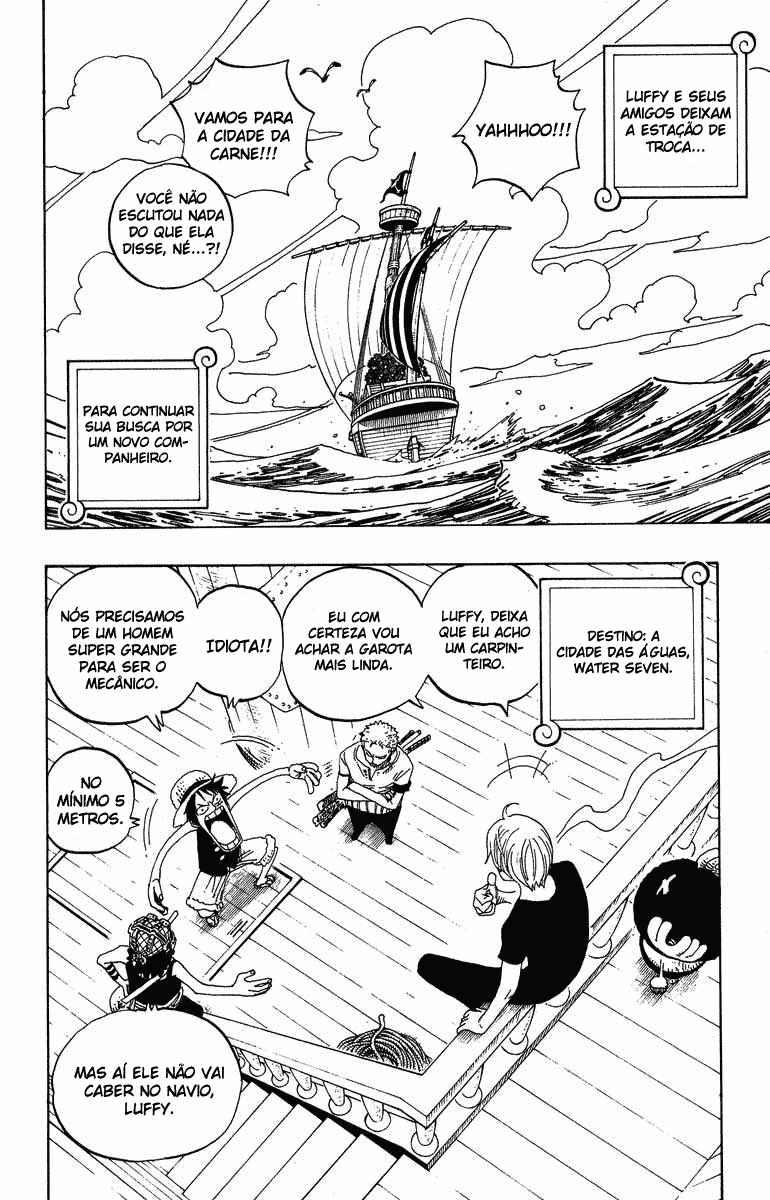 LUFFY E SEUS
AMIGOS DEIXAM
A ESTAÇÃO DE
TROCA...
YAHHHOO!!!
VAMOS PARA
A CIDADE DA
CARNE!!!
VOCÊ NÃO
ESCUTOU NADA
DO QUE ELA
DISSE, NÉ...?!
PARA CONTINUAR
SUA BUSCA POR
UM NOVO COM-
PANHEIRO.
DESTINO: A
CIDADE DAS ÁGUAS,
WATER SEVEN.
LUFFY, DEIXA
QUE EU ACHO
UM CARPIN-
TEIRO.
EU COM
CERTEZA VOU
ACHAR A GAROTA
MAIS LINDA.
IDIOTA!!
NÓS PRECISAMOS
DE UM HOMEM
SUPER GRANDE
PARA SER O
MECÂNICO.
NO
MÍNIMO 5
METROS.
MAS AÍ ELE NÃO VAI
CABER NO NAVIO,
LUFFY.